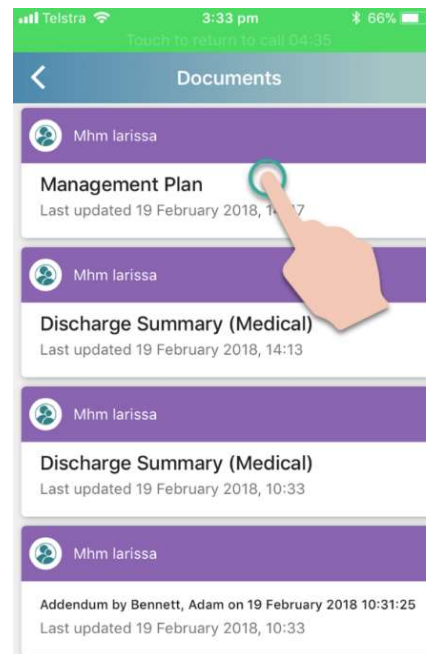 Telstra 3:33 pm 66%
Touch to return to call 04:35
Documents
Mhm larissa
Management Plan
Last updated 19 February 2018, 7
Mhm larissa
Discharge Summary (Medical)
Last updated 19 February 2018, 14:13
Mhm larissa
Discharge Summary (Medical)
Last updated 19 February 2018, 10:33
Mhm larissa
Addendum by Bennett, Adam on 19 February 2018 10:31:25
Last updated 19 February 2018, 10:33